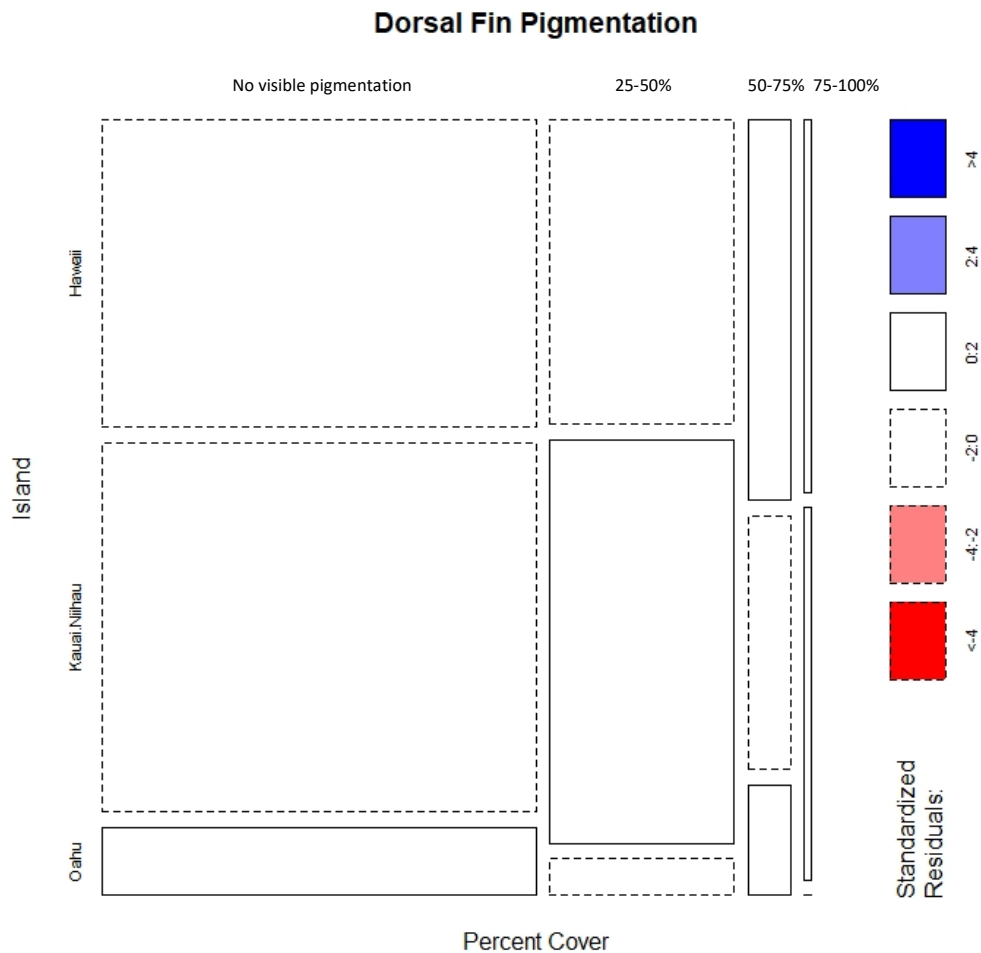 Dorsal Fin Pigmentation
No visible pigmentation 25-50% 50-75% 75-100%
Hawaii
Kauai.Niihau
Oahu
Island
Percent Cover
>4
2:4
0:2
-2:0
-4:-2
<-4
Standardized
Residuals: